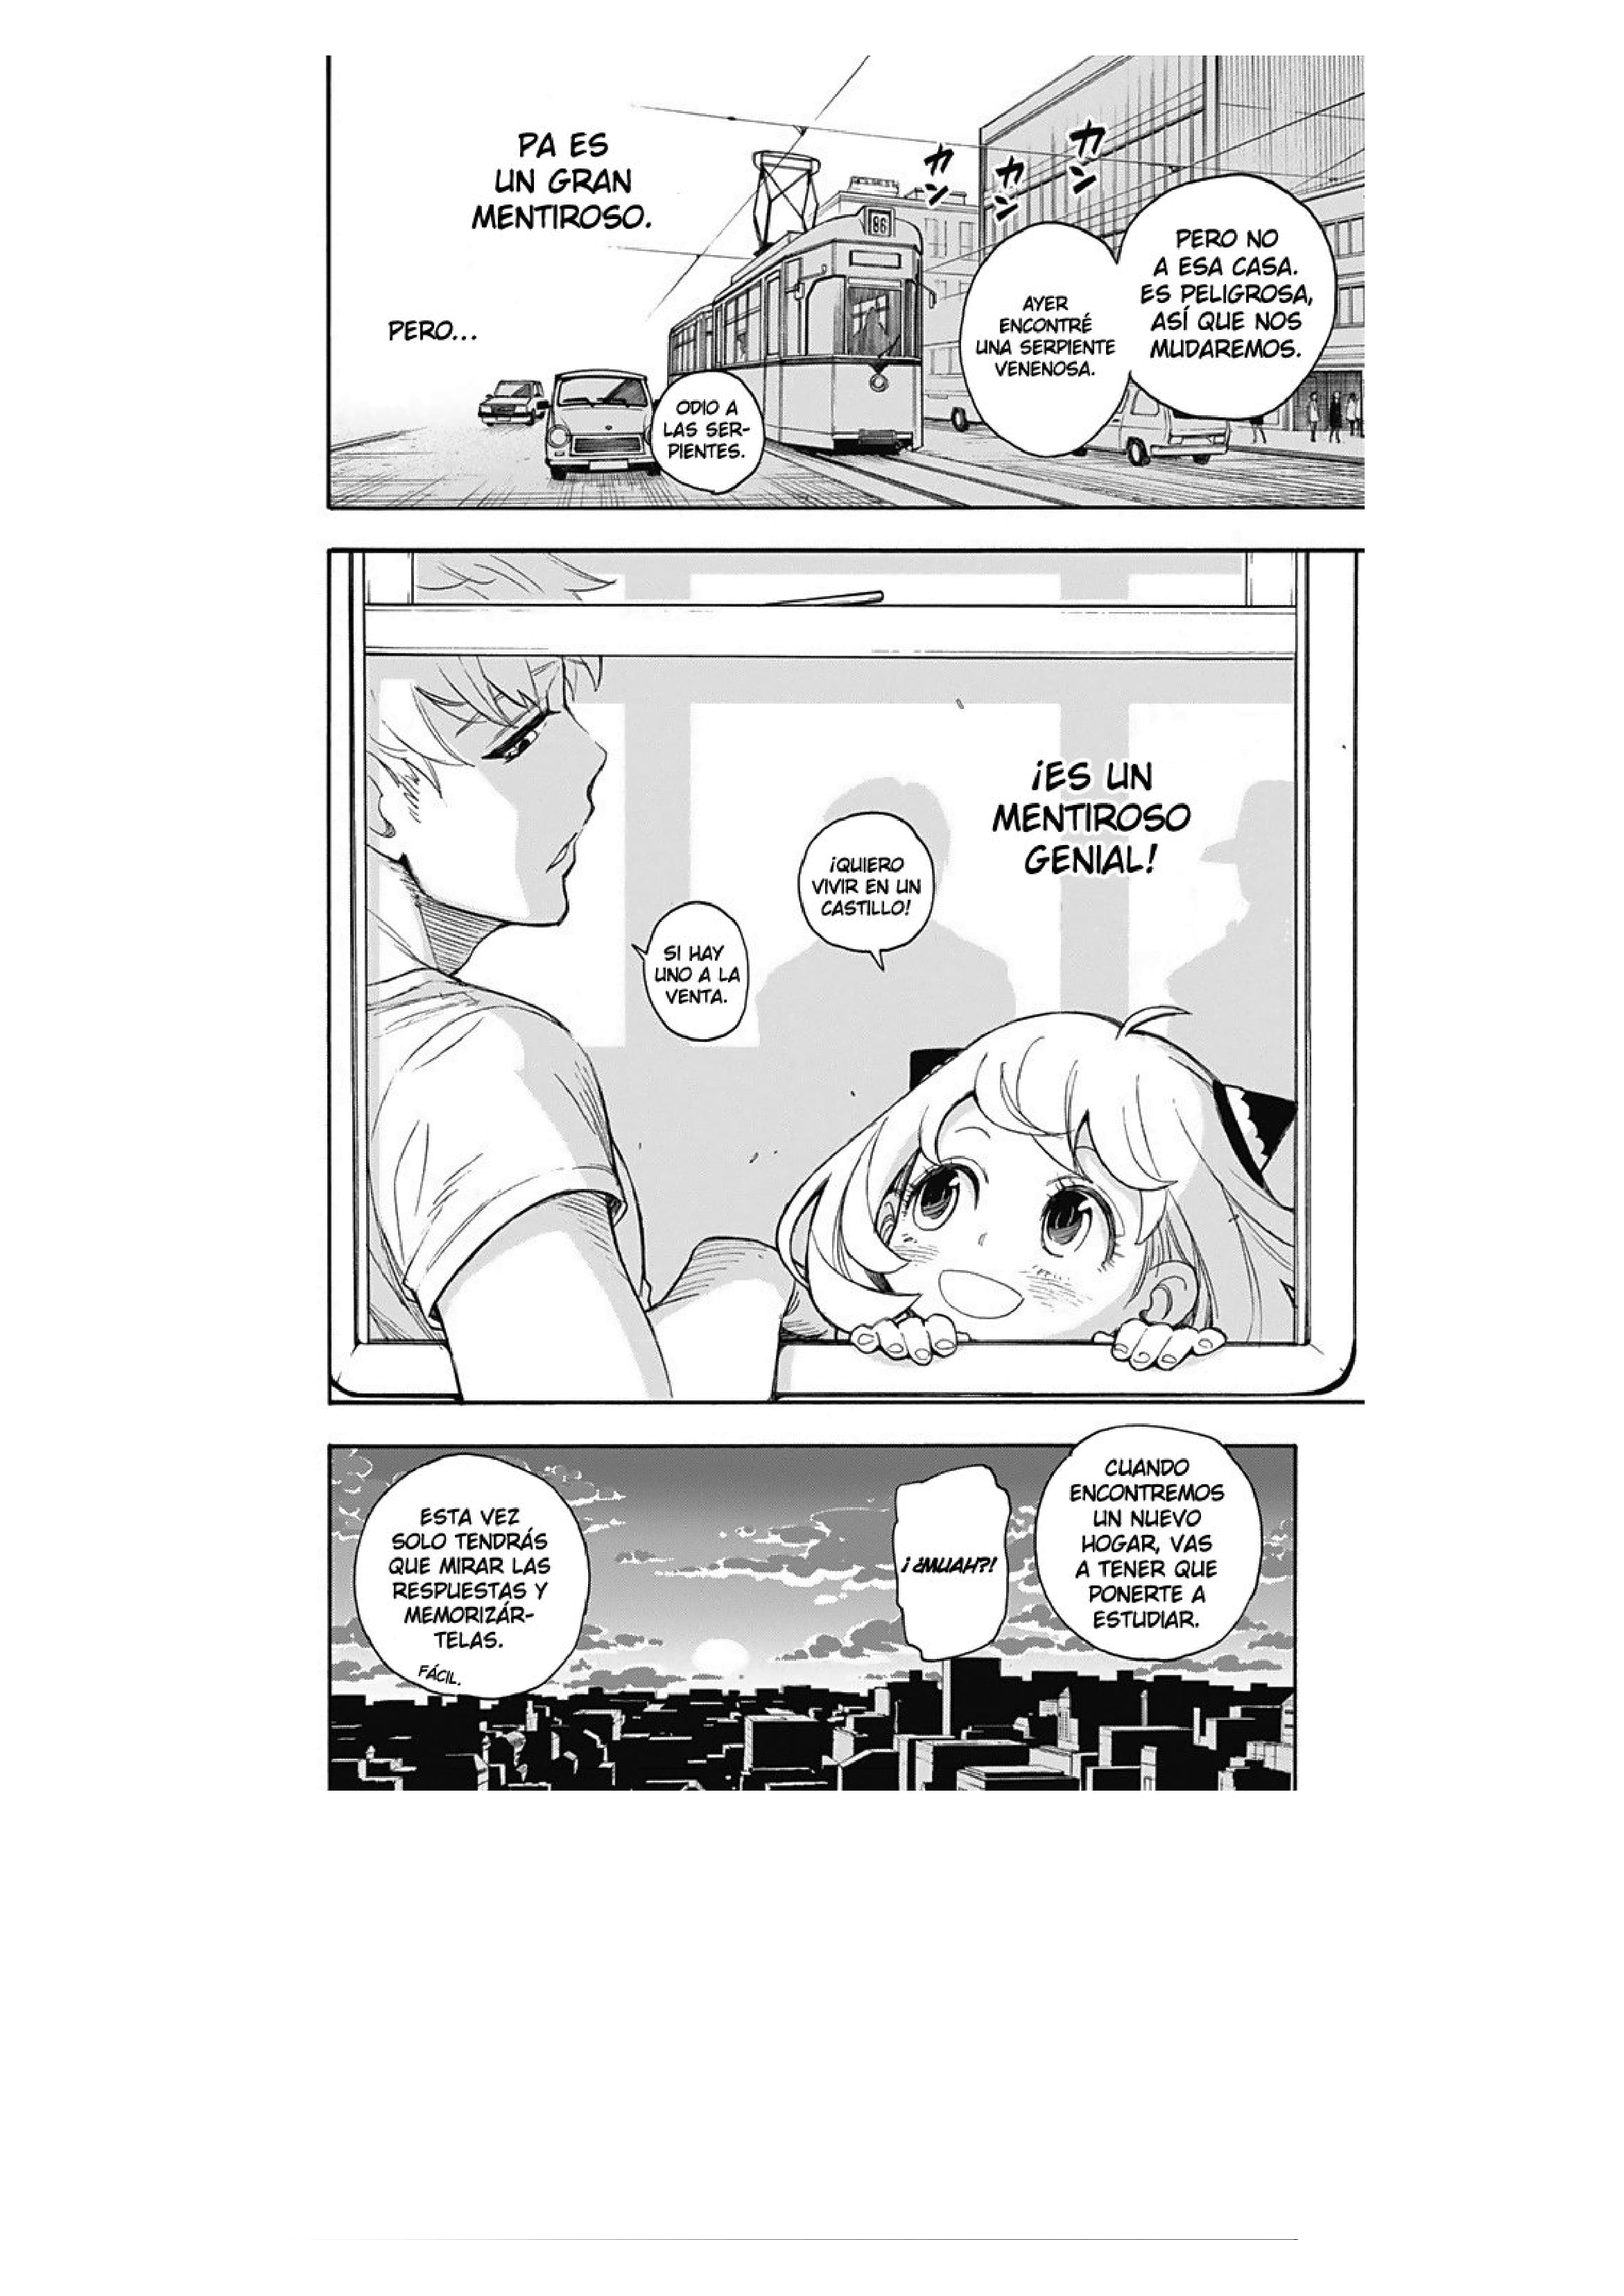 PERO NO
A ESA CASA.
ES PELIGROSA,
ASÍ QUE NOS
MUDAREMOS.
AYER
ENCONTRÉ
UNA SERPIENTE
VENENOSA.
カン
カン
カン
86
ODIO A
LAS SER-
PIENTES.
PA ES
UN GRAN
MENTIROSO.
PERO...
¡ES UN
MENTIROSO
GENIAL!
¡QUIERO
VIVIR EN UN
CASTILLO!
SI HAY
UNO A LA
VENTA.
CUANDO
ENCONTREMOS
UN NUEVO
HOGAR, VAS
A TENER QUE
PONERTE A
ESTUDIAR.
¡¿MUAH?!
ESTA VEZ
SOLO TENDRÁS
QUE MIRAR LAS
RESPUESTAS Y
MEMORIZÁR-
TELAS.
FÁCIL.